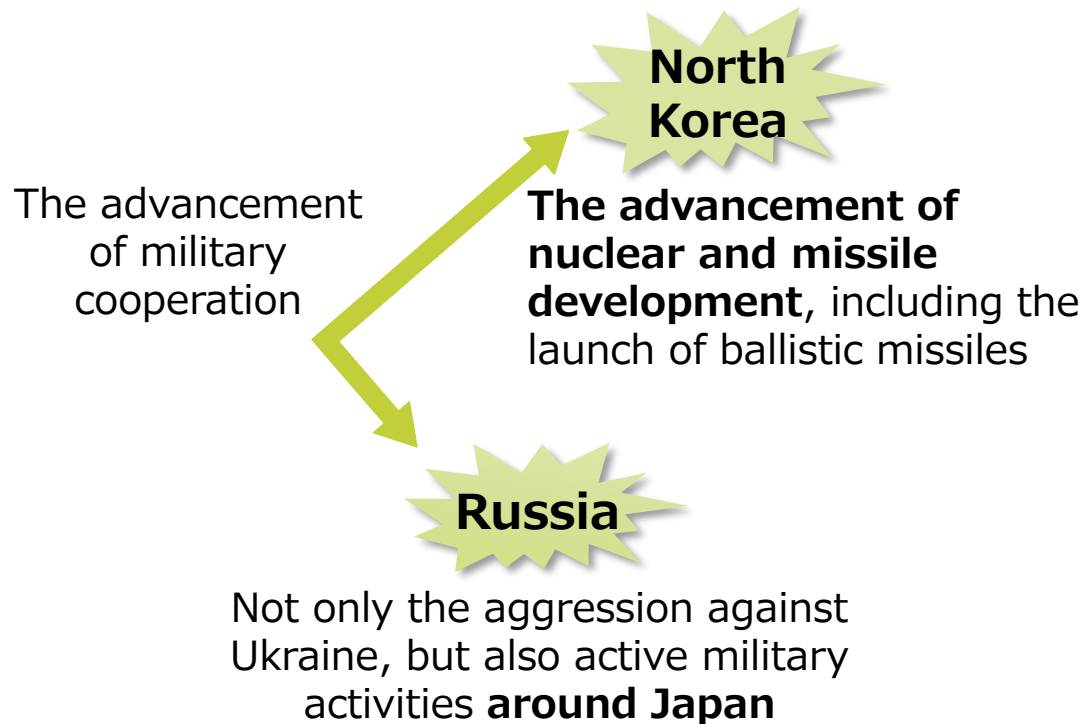 North
Korea
The advancement
of military
cooperation
The advancement of
nuclear and missile
development, including the
launch of ballistic missiles
Russia
Not only the aggression against
Ukraine, but also active military
activities around Japan